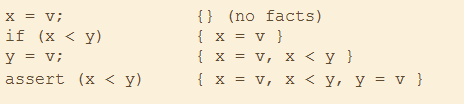 x = v; {} (no facts)
if (x < y) { x = v }
y = v; { x = v, x < y }
assert (x < y) { x = v, x < y, y = v }